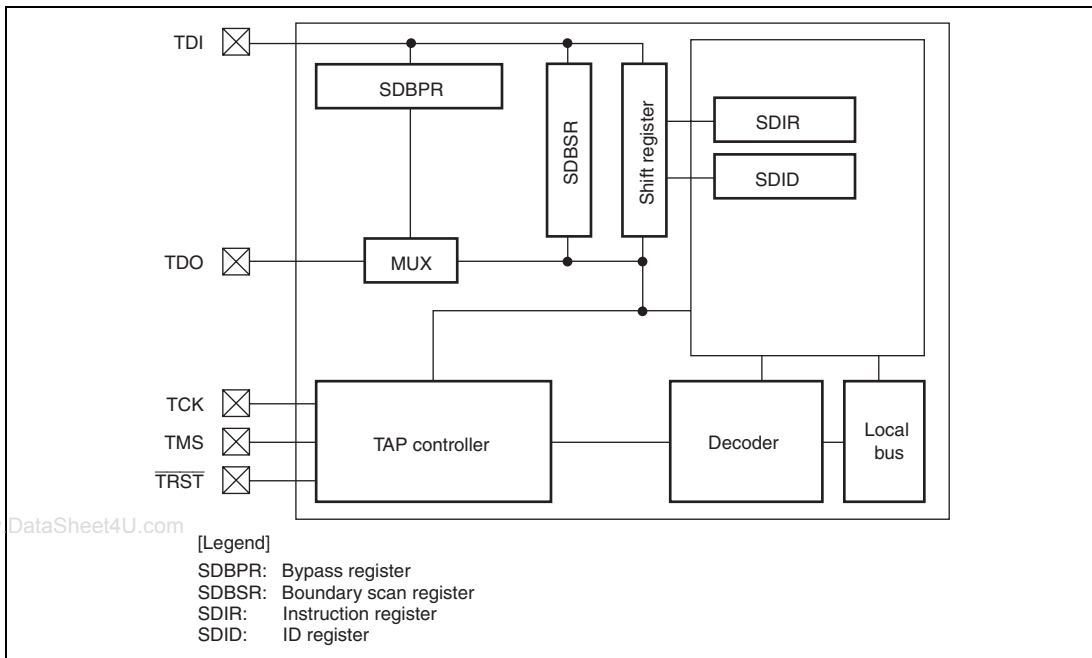 TDI
SDBPR
SDBSR
Shift register
SDIR
SDID
TDO
MUX
TCK
TMS
TRST
TAP controller
Decoder
Local
bus
DataSheet4U.com
[Legend]
SDBPR: Bypass register
SDBSR: Boundary scan register
SDIR: Instruction register
SDID: ID register